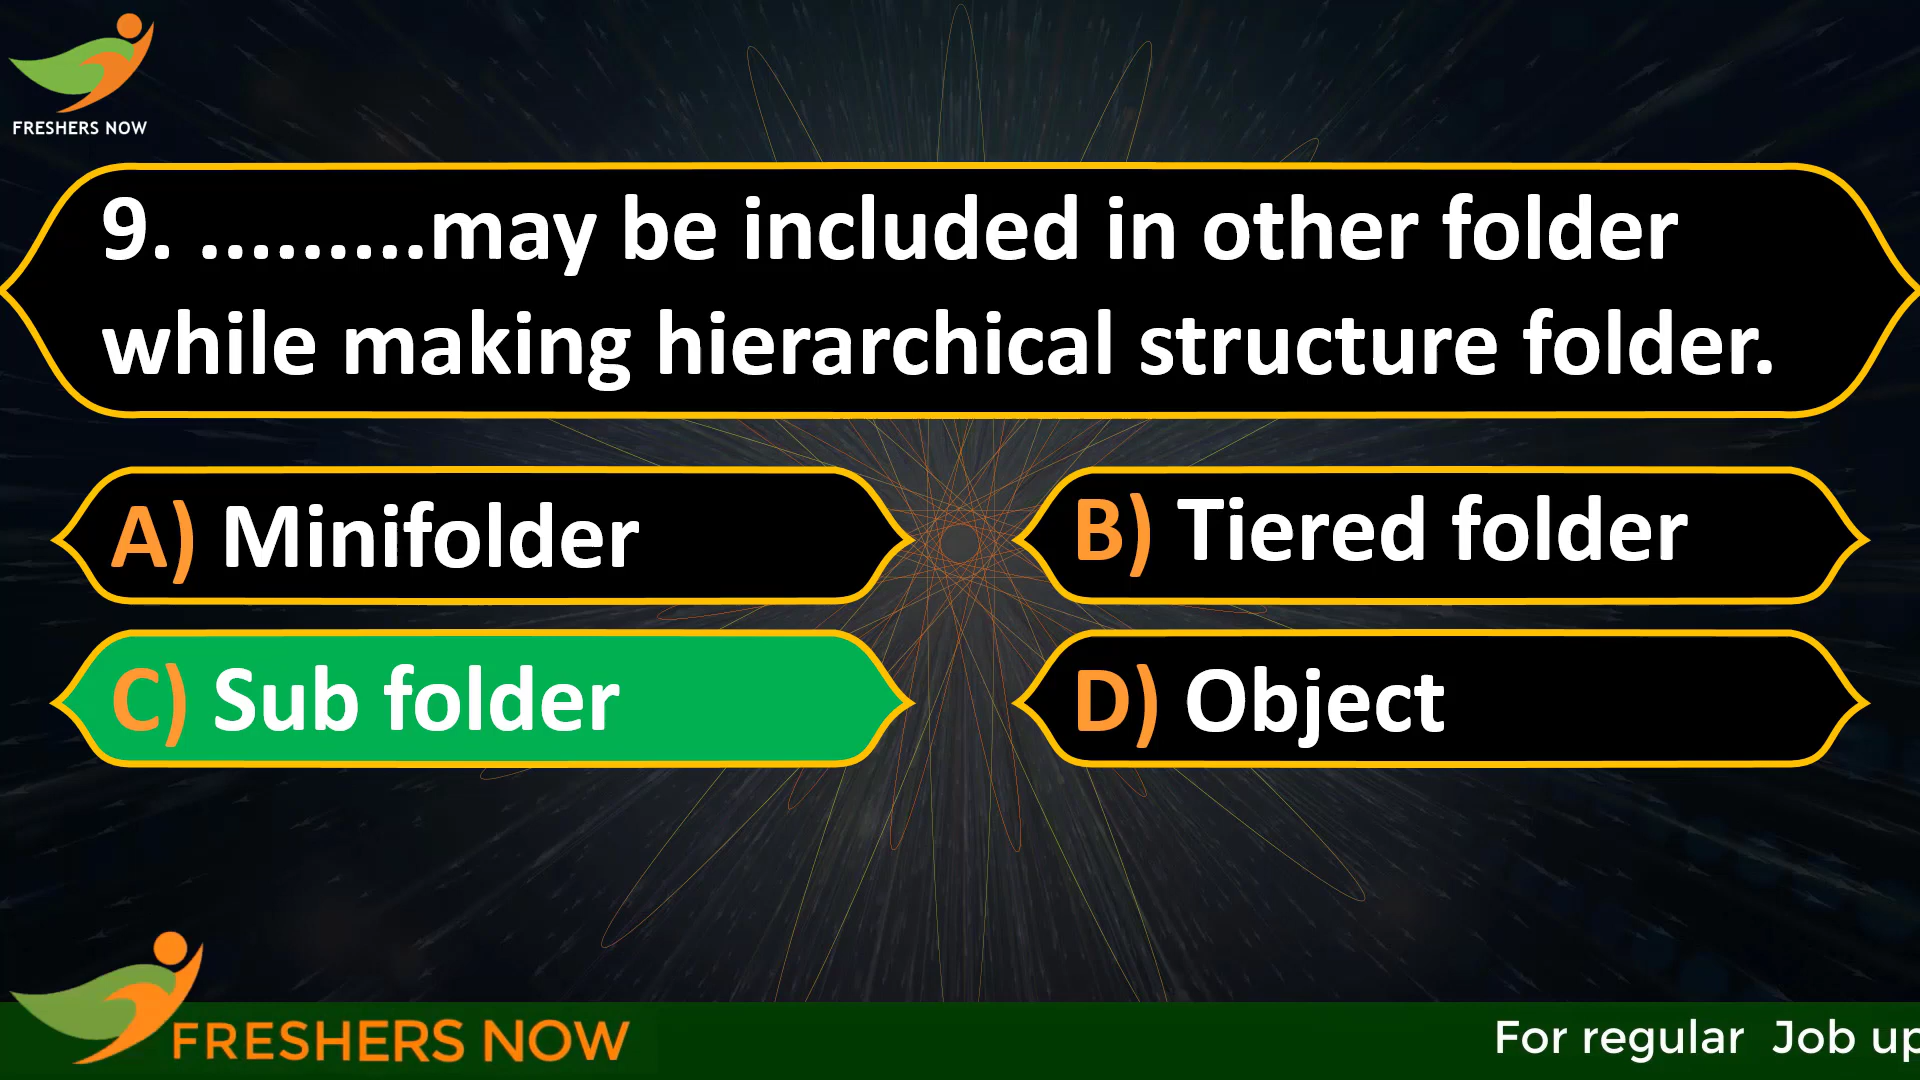 FRESHERS NOW
9. .........may be included in other folder
while making hierarchical structure folder.
A) Minifolder
B) Tiered folder
C) Sub folder
D) Object
FRESHERS NOW
For regular Job up